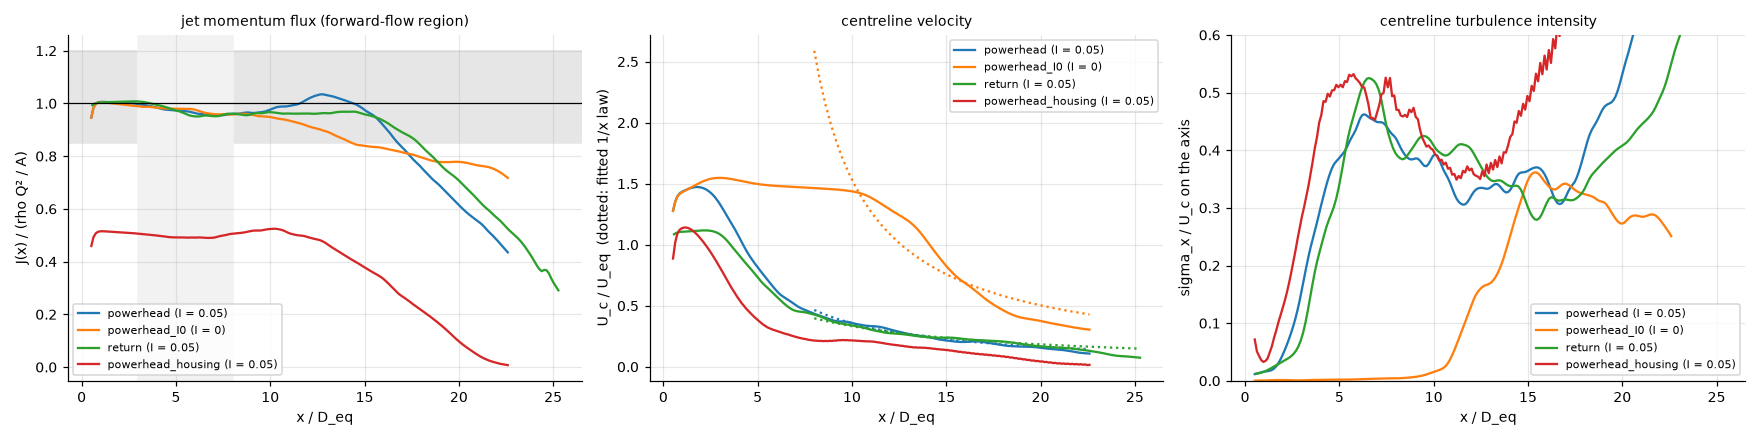 jet momentum flux (forward-flow region)
J(x) / (rho Q² / A)
1.2
1.0
0.8
0.6
0.4
0.2
0.0
powerhead (I = 0.05)
powerhead_I0 (I = 0)
return (I = 0.05)
powerhead_housing (I = 0.05)
0
5
10
15
20
25
x / D_eq
centreline velocity
U_c / U_eq (dotted: fitted 1/x law)
2.5
2.0
1.5
1.0
0.5
0.0
powerhead (I = 0.05)
powerhead_I0 (I = 0)
return (I = 0.05)
powerhead_housing (I = 0.05)
0
5
10
15
20
25
x / D_eq
centreline turbulence intensity
sigma_x / U_c on the axis
0.6
0.5
0.4
0.3
0.2
0.1
0.0
powerhead (I = 0.05)
powerhead_I0 (I = 0)
return (I = 0.05)
powerhead_housing (I = 0.05)
0
5
10
15
20
25
x / D_eq